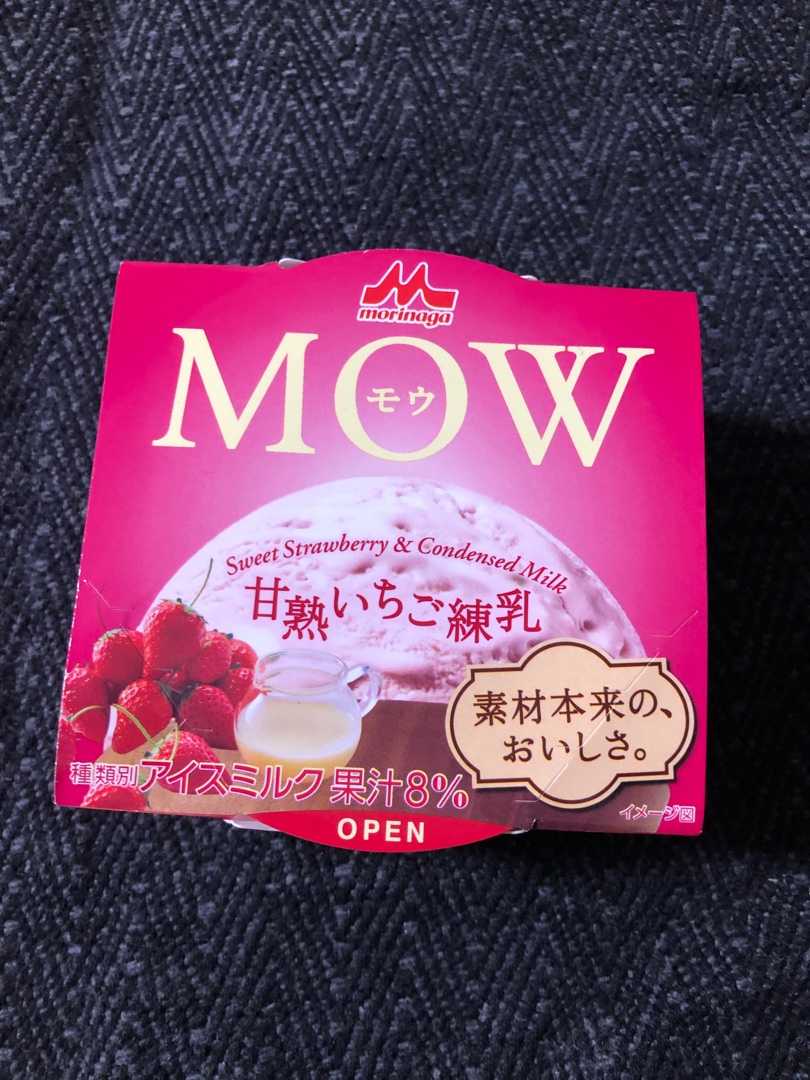 morinaga
MOW
モウ
Sweet Strawberry & Condensed Milk
甘熟いちご練乳
素材本来の、
おいしさ。
種類別 アイスミルク 果汁8%
イメージ図
OPEN